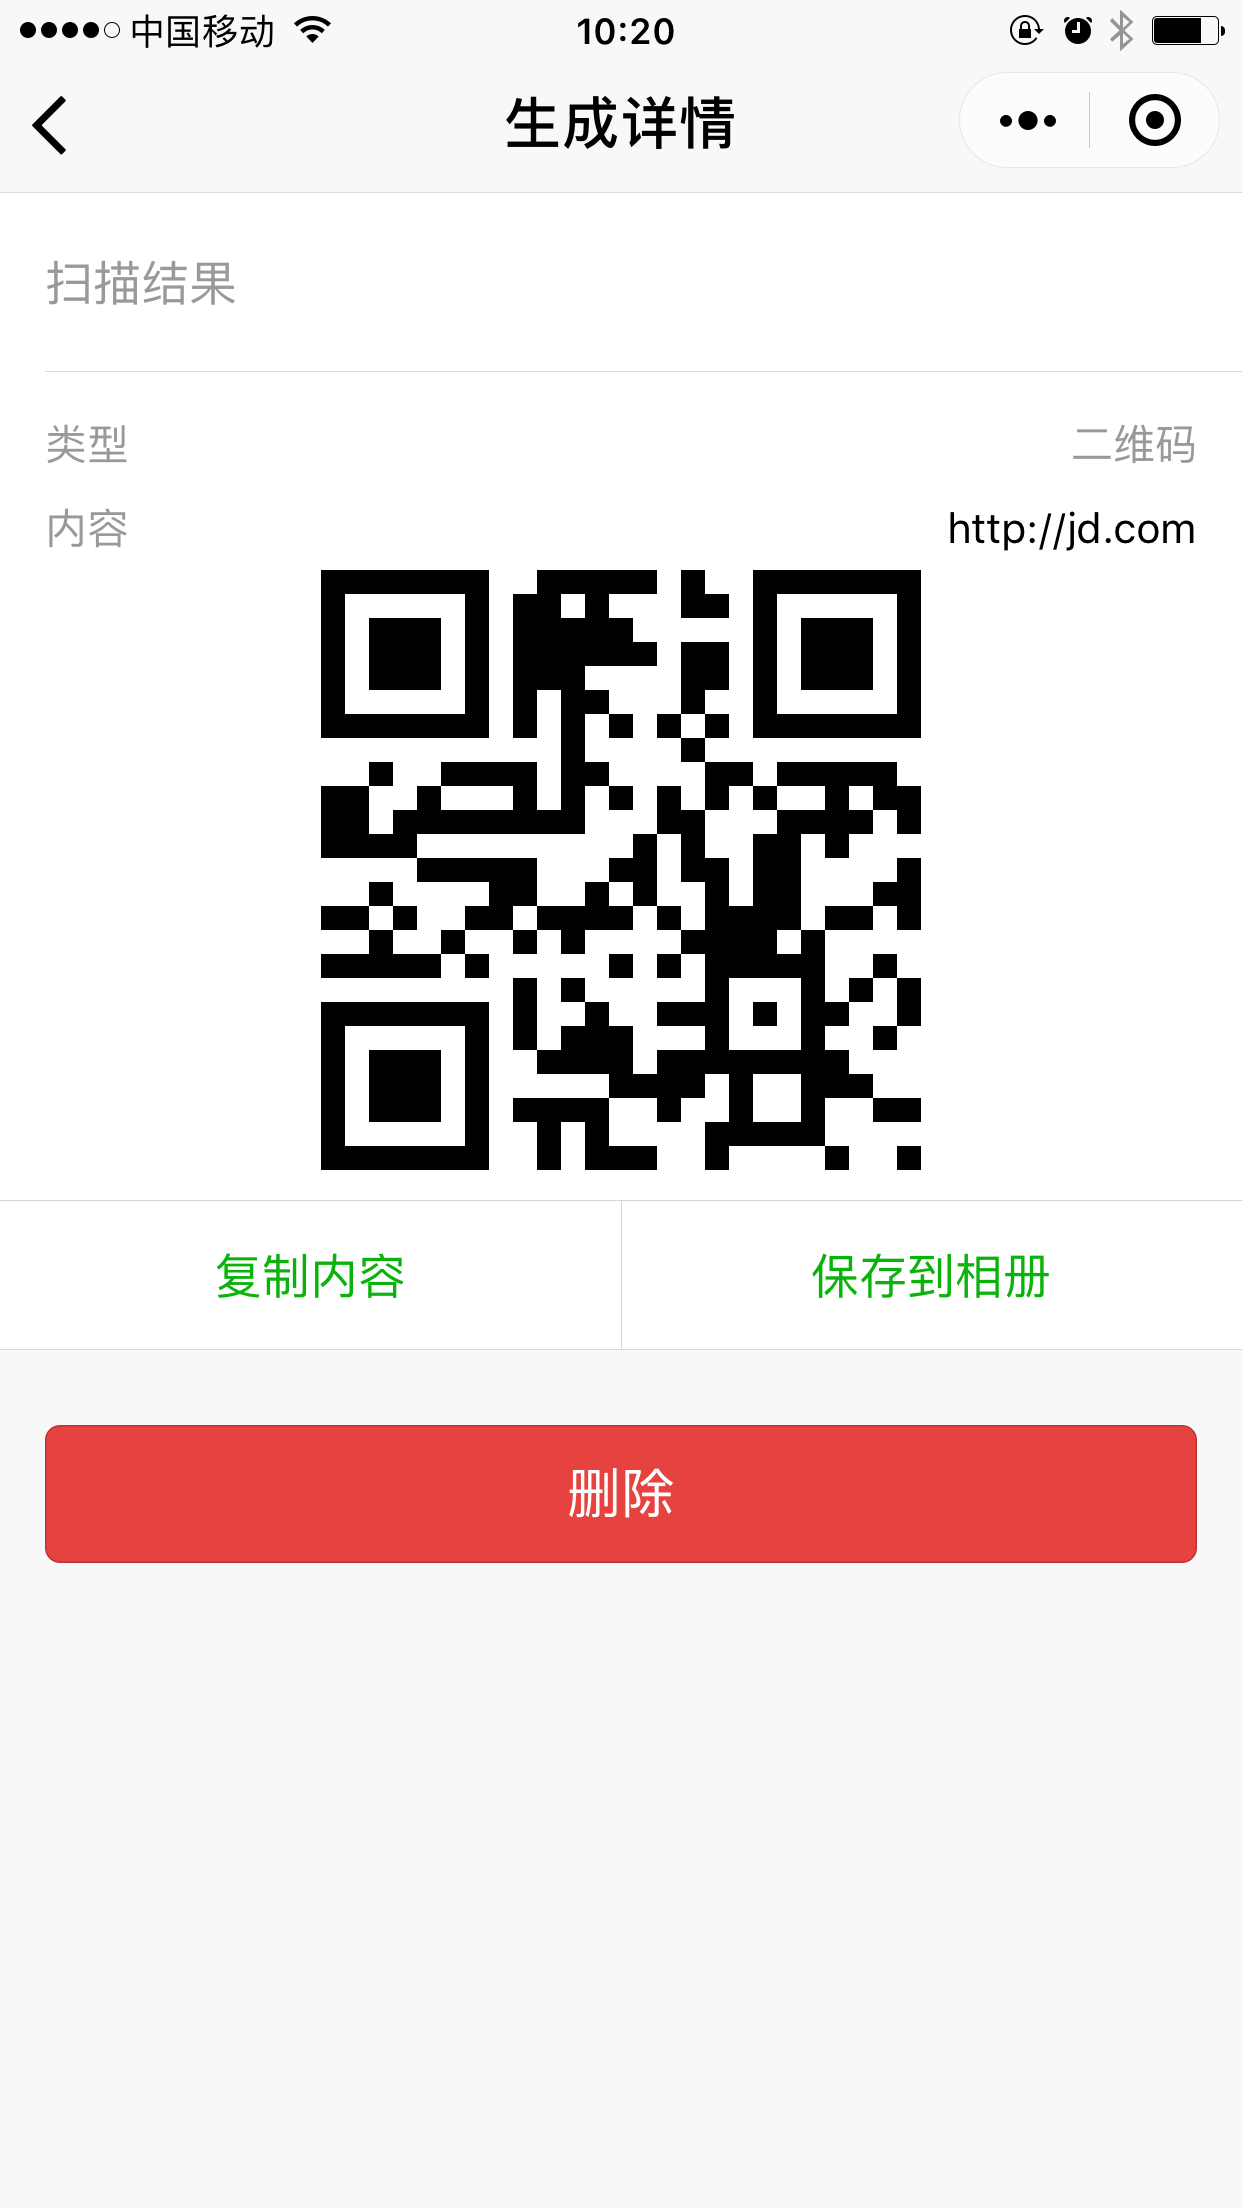 中国移动 10:20
生成详情
扫描结果
类型 二维码
内容 http://jd.com
复制内容 保存到相册
删除